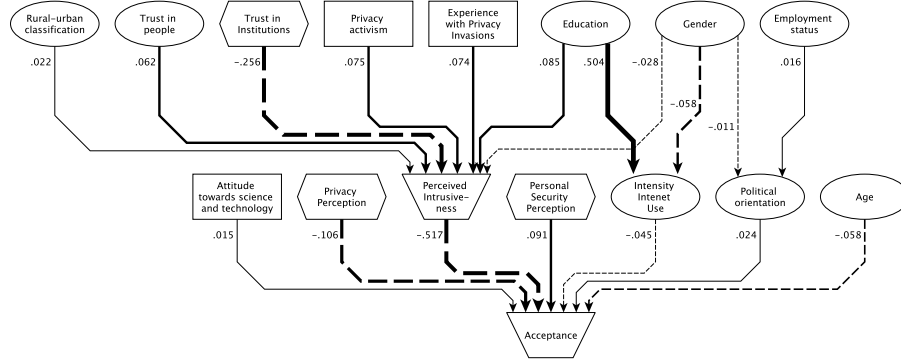 Rural-urban
classification
Trust in
people
Trust in
Institutions
Privacy
activism
Experience
with Privacy
Invasions
Education
Gender
Employment
status
.022
.062
-.256
.075
.074
.085
.504
-.028
-.058
-.011
.016
Attitude
towards science
and technology
Privacy
Perception
Perceived
Intrusive-
ness
Personal
Security
Perception
Intensity
Intenet
Use
Political
orientation
Age
.015
-.106
-.517
.091
-.045
.024
-.058
Acceptance